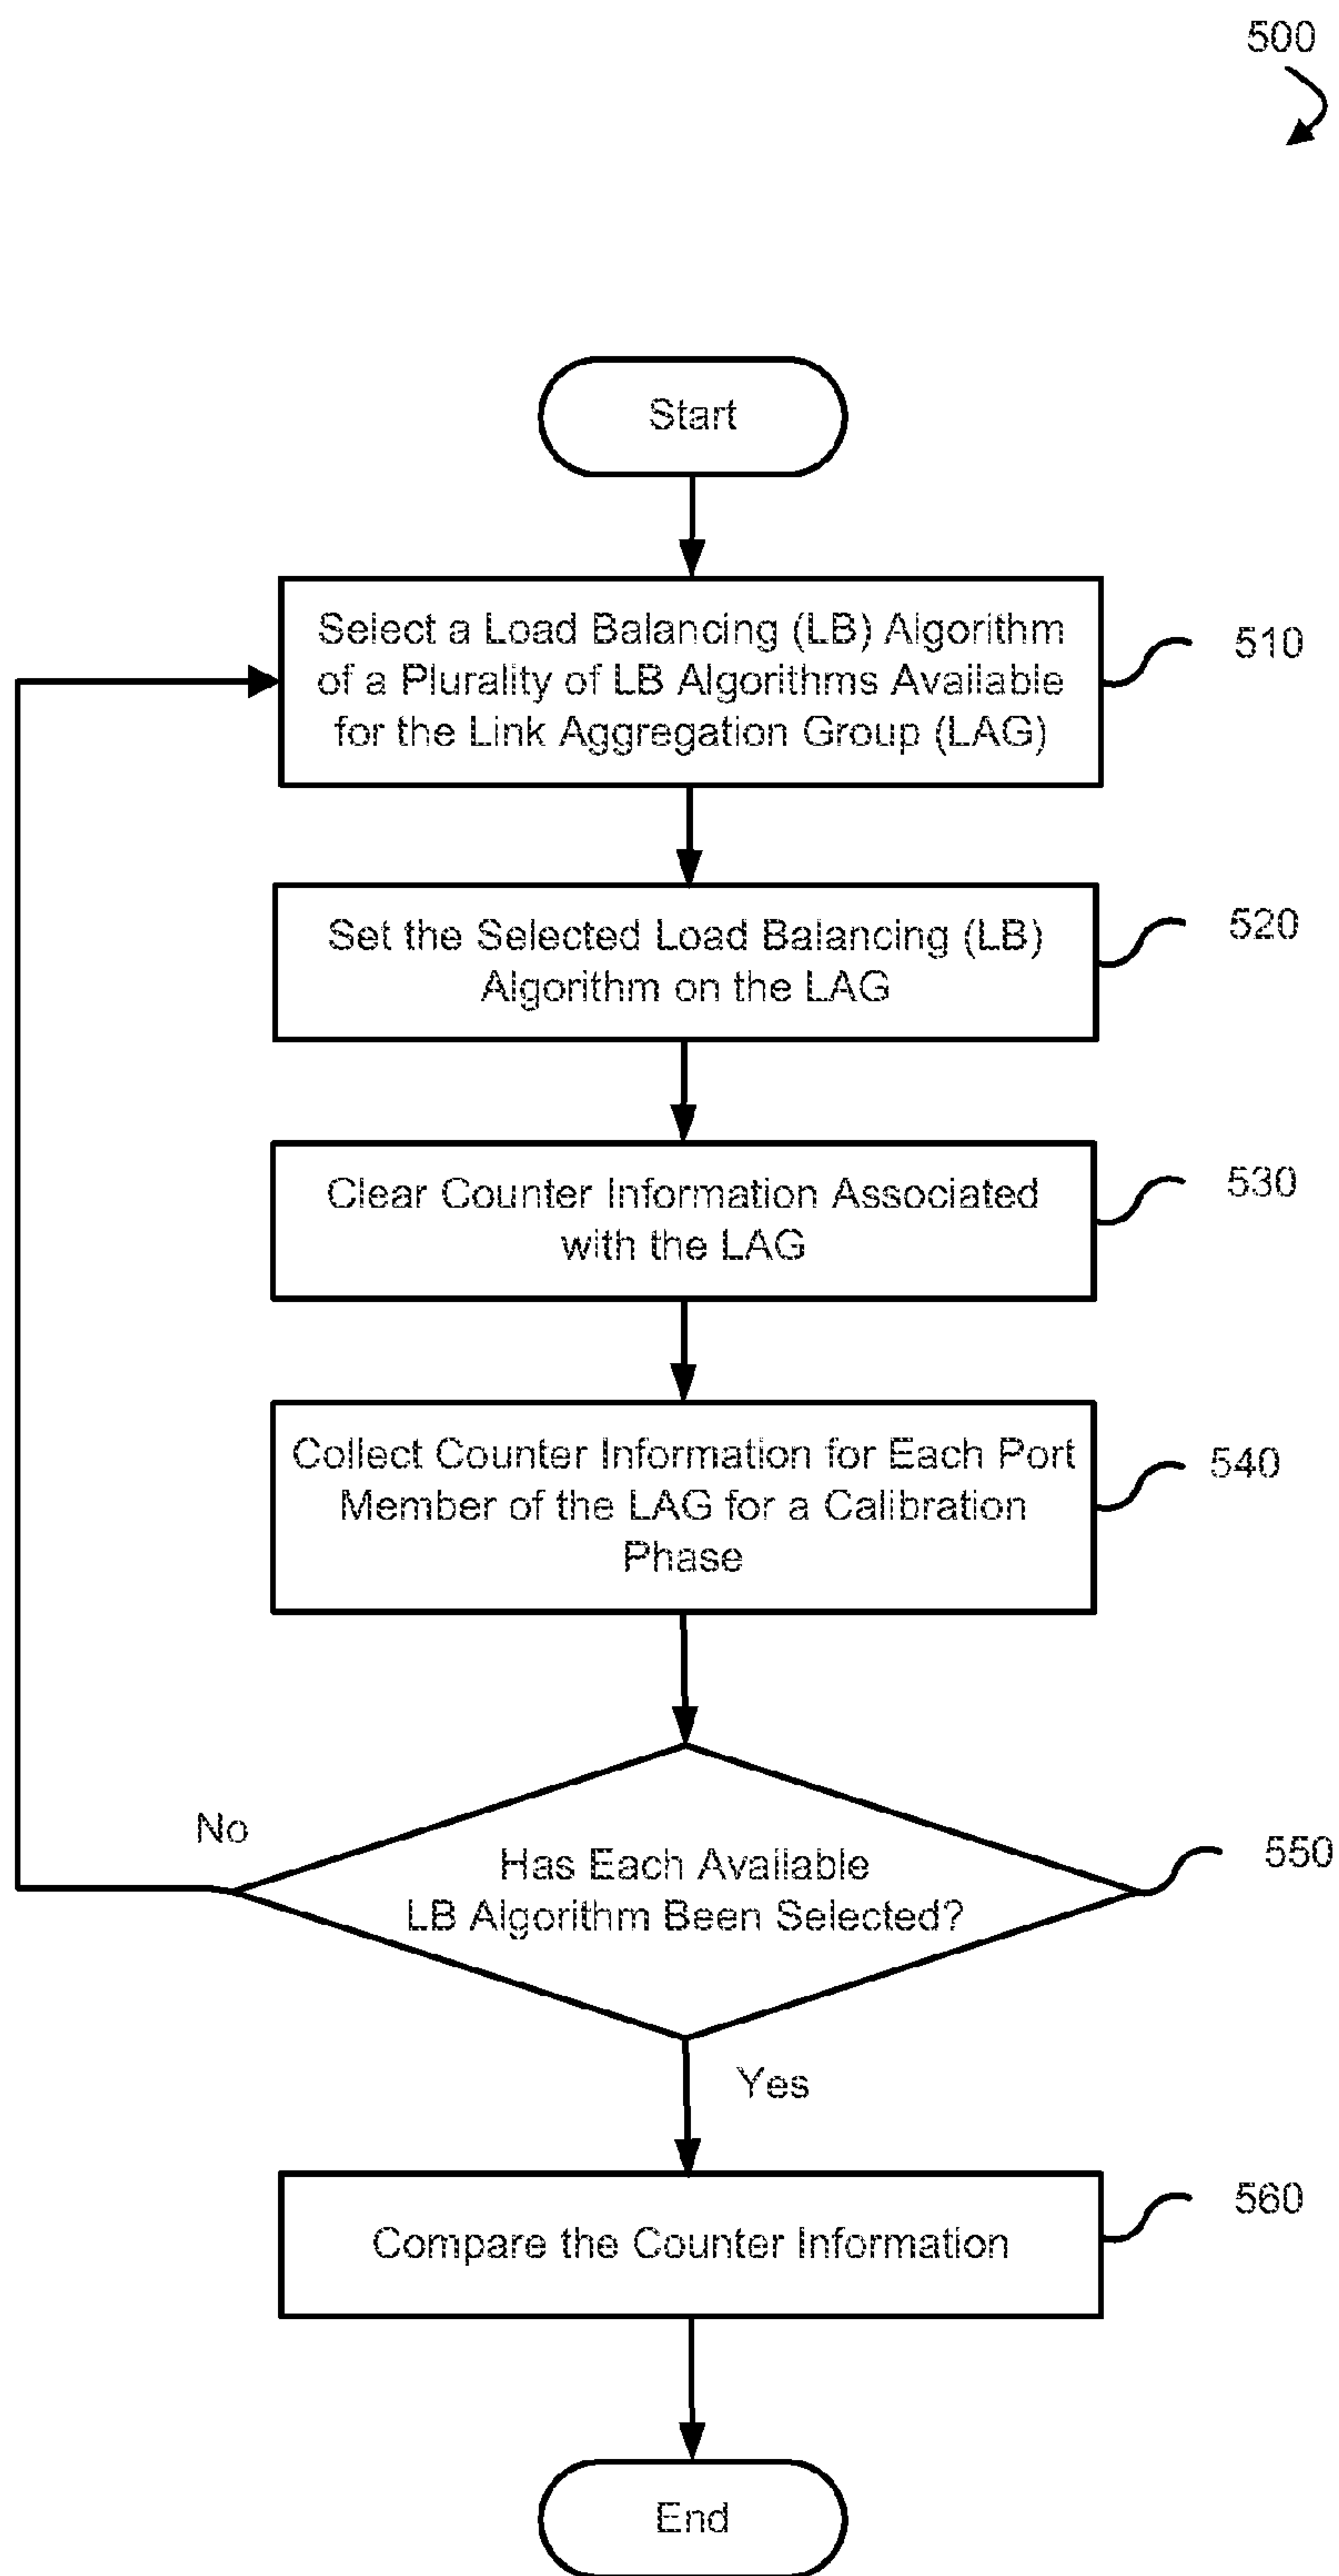 500
Start
Select a Load Balancing (LB) Algorithm
of a Plurality of LB Algorithms Available
for the Link Aggregation Group (LAG)
510
Set the Selected Load Balancing (LB)
Algorithm on the LAG
520
Clear Counter Information Associated
with the LAG
530
Collect Counter Information for Each Port
Member of the LAG for a Calibration
Phase
540
No
Has Each Available
LB Algorithm Been Selected?
550
Yes
Compare the Counter Information
560
End